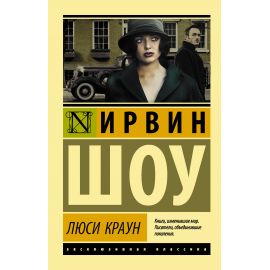 ИРВИН
ШОУ
ЛЮСИ КРАУН
Книги, изменившие мир.
Писатели, объединившие
поколения.
ЭКСКЛЮЗИВНАЯ КЛАССИКА